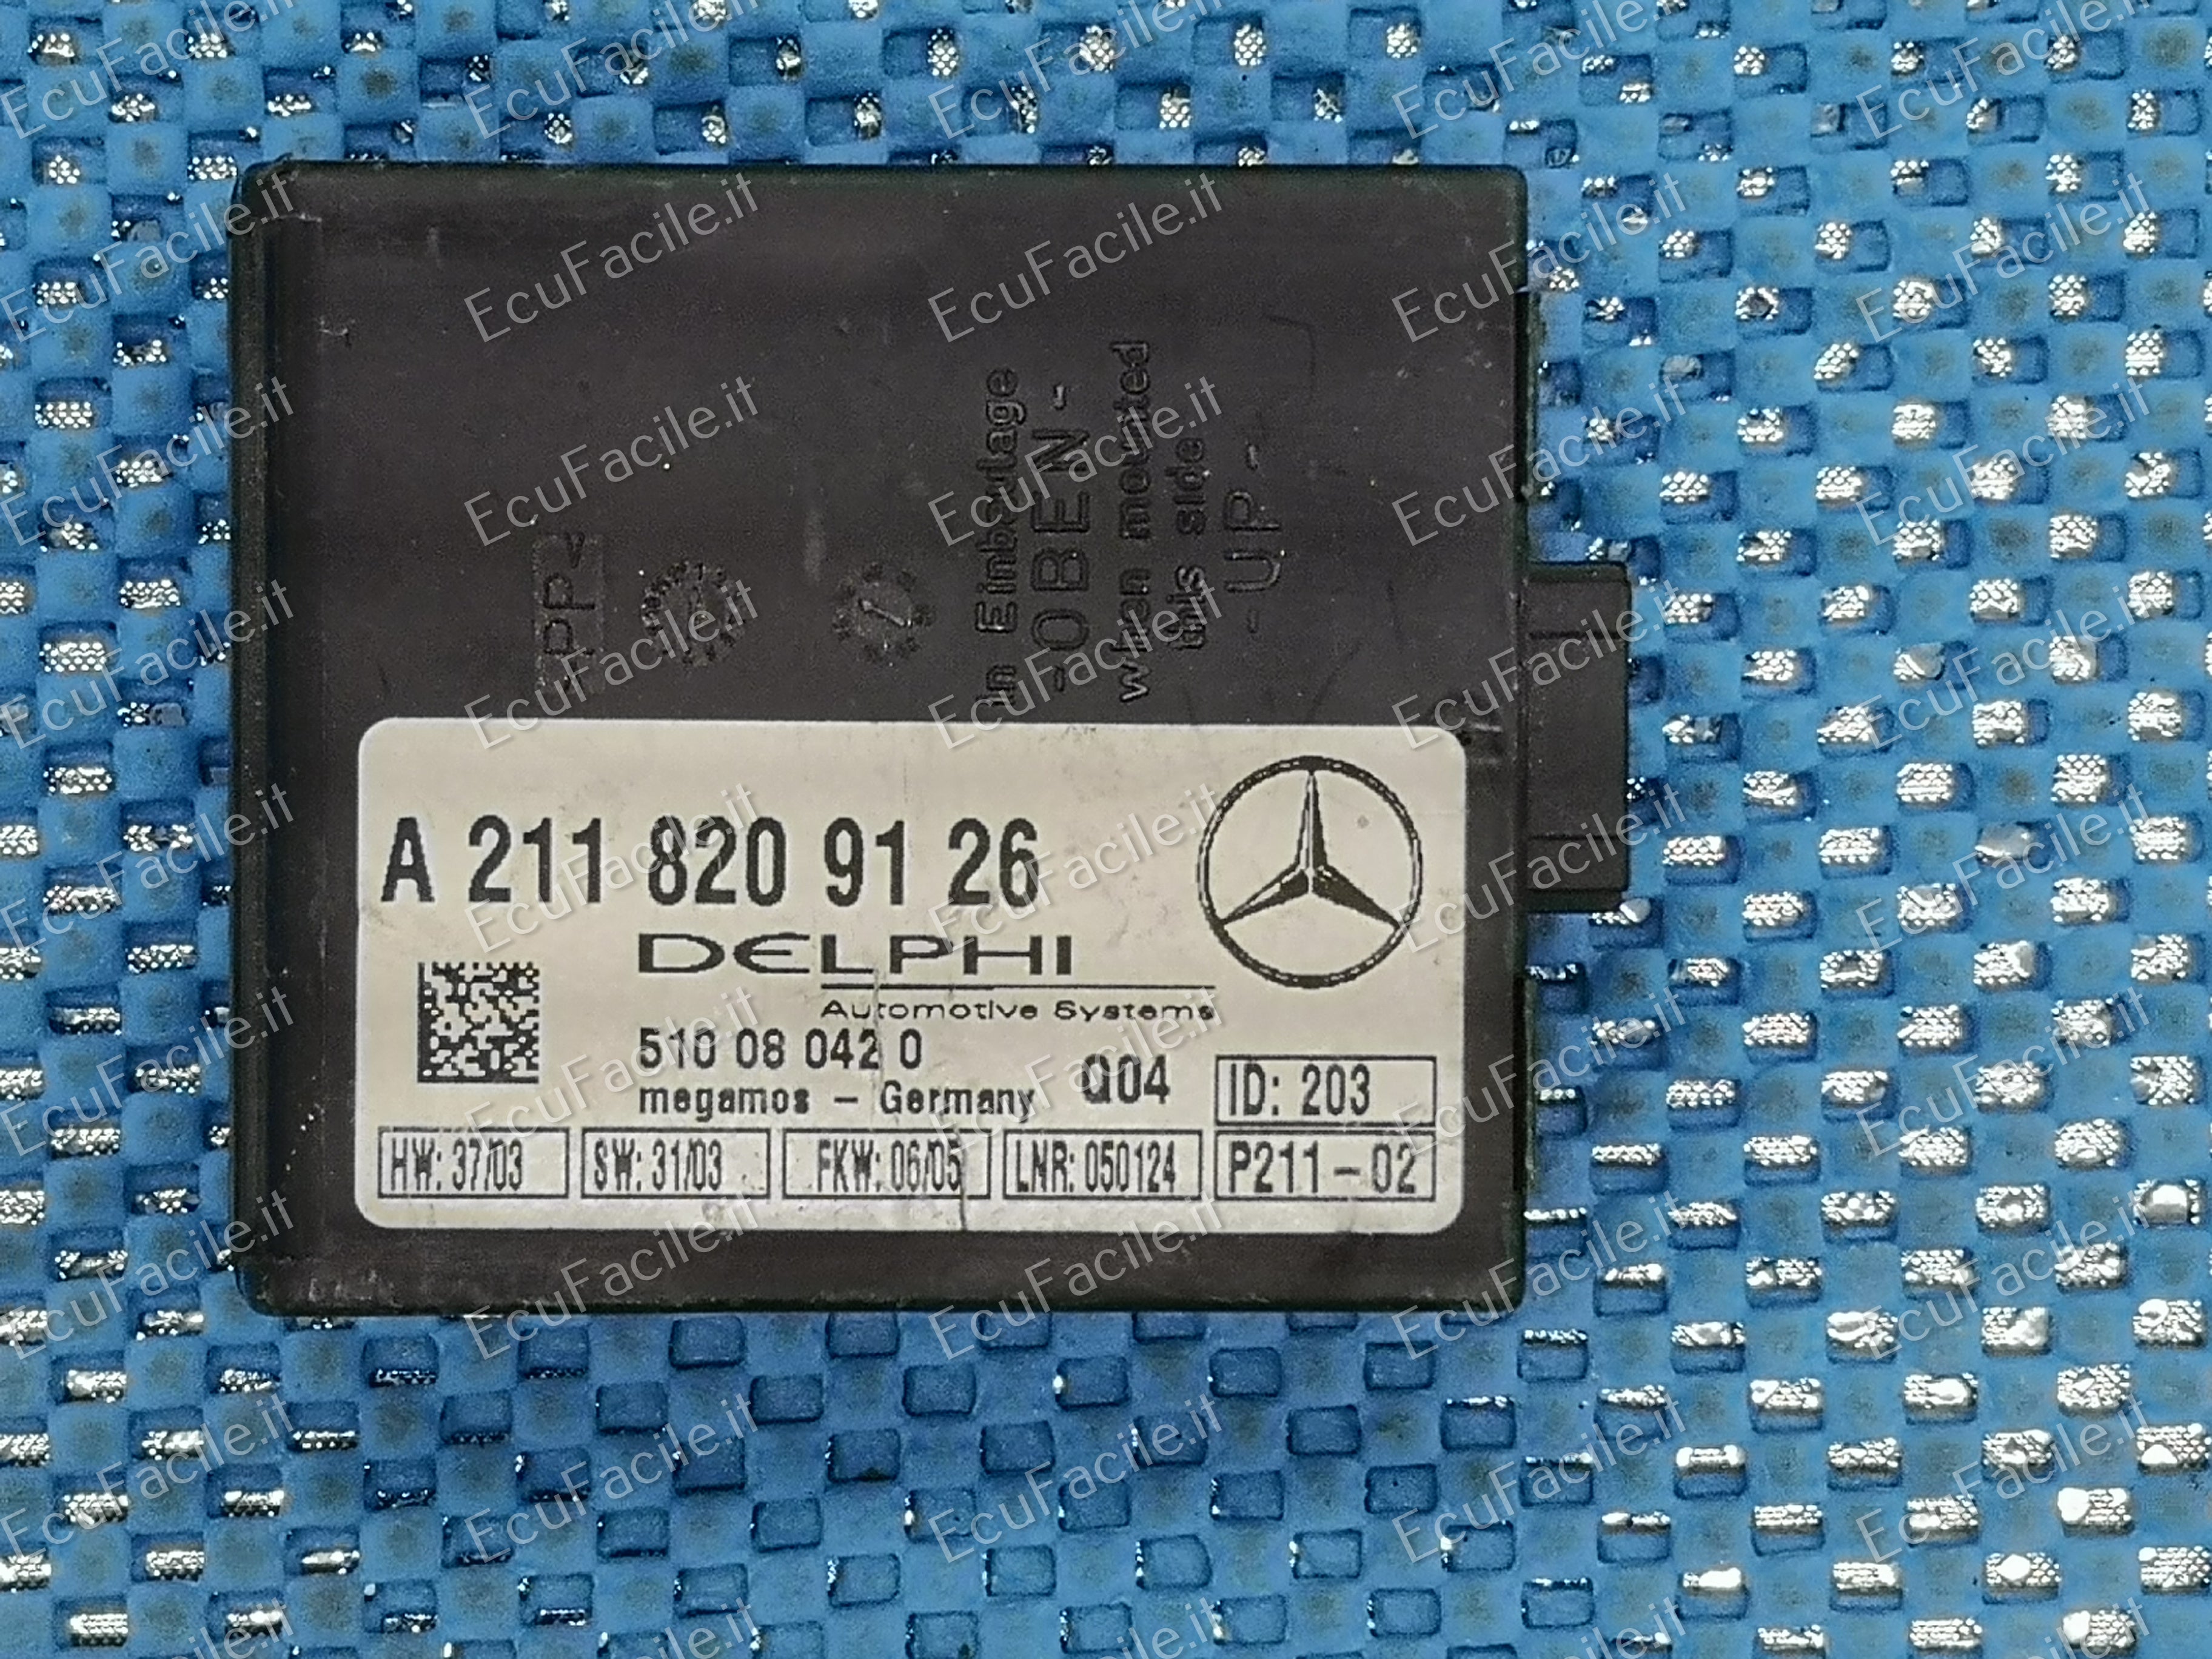 EcuFacile.it
>PP<
In Einbaulage
-OBEN-
when mounted
this side
-UP-
A 211 820 91 26
DELPHI
Automotive Systems
510 08 042 0
megamos – Germany
Q04
ID: 203
HW: 37/03
SW: 31/03
FKW: 06/05
LNR: 050124
P211-02